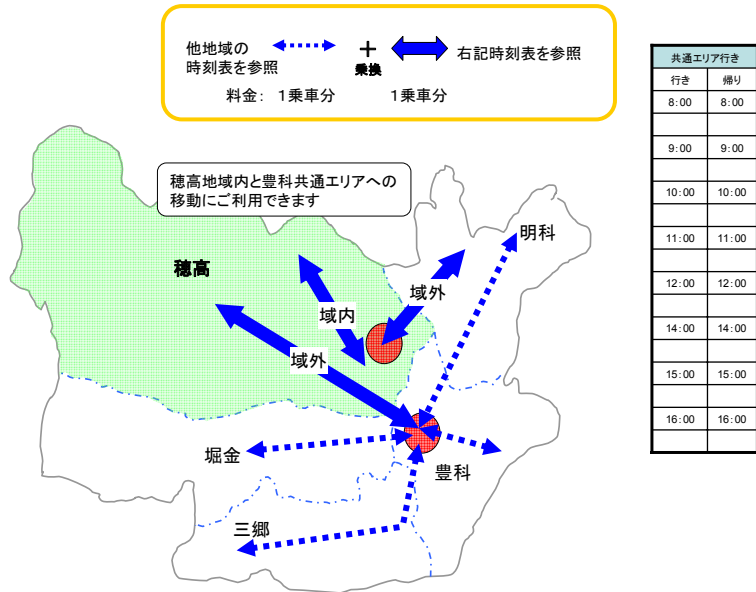 他地域の
時刻表を参照
+
乗換
右記時刻表を参照
料金: 1乗車分 1乗車分
穂高地域内と豊科共通エリアへの
移動にご利用できます
穂高
明科
域外
域内
域外
堀金
豊科
三郷
共通エリア行き
行き 帰り
8:00 8:00
9:00 9:00
10:00 10:00
11:00 11:00
12:00 12:00
14:00 14:00
15:00 15:00
16:00 16:00